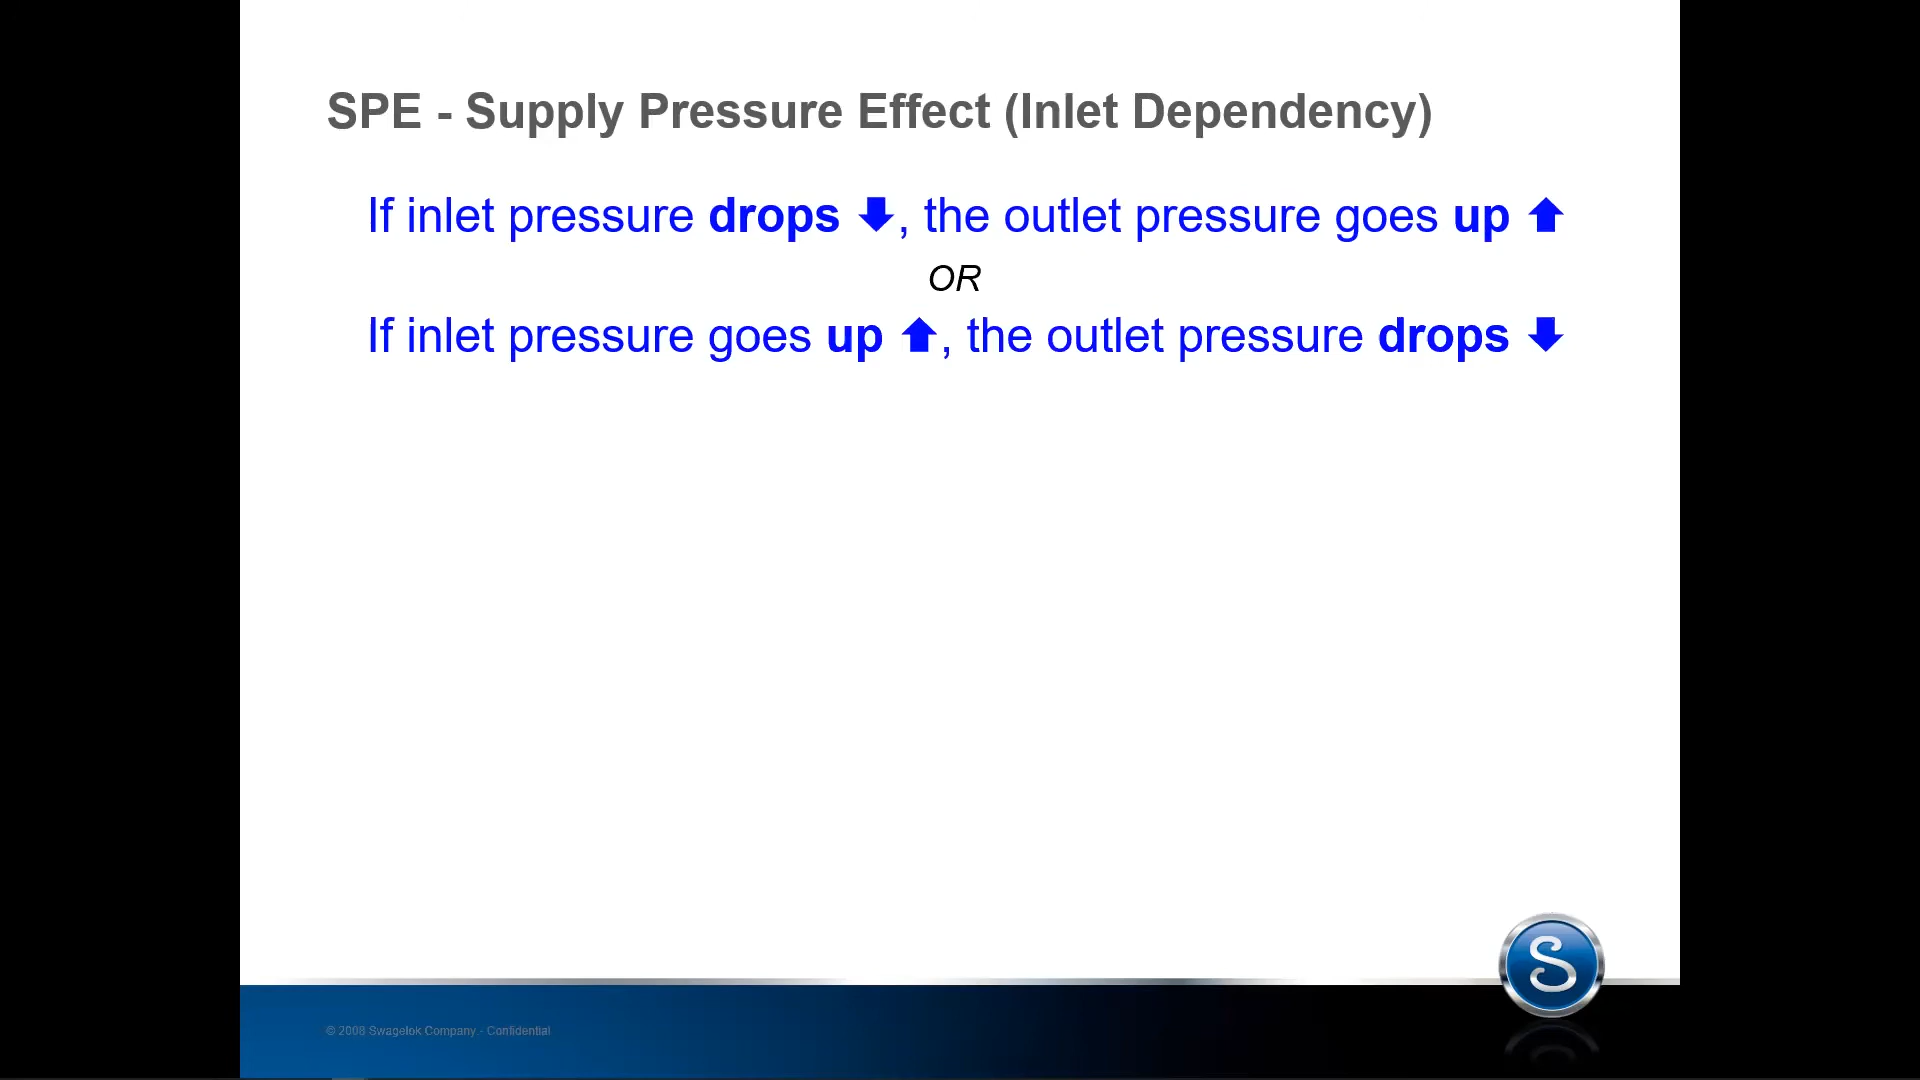 SPE - Supply Pressure Effect (Inlet Dependency)
If inlet pressure drops 🡇, the outlet pressure goes up 🡅
OR
If inlet pressure goes up 🡅, the outlet pressure drops 🡇
S
© 2008 Swagelok Company - Confidential